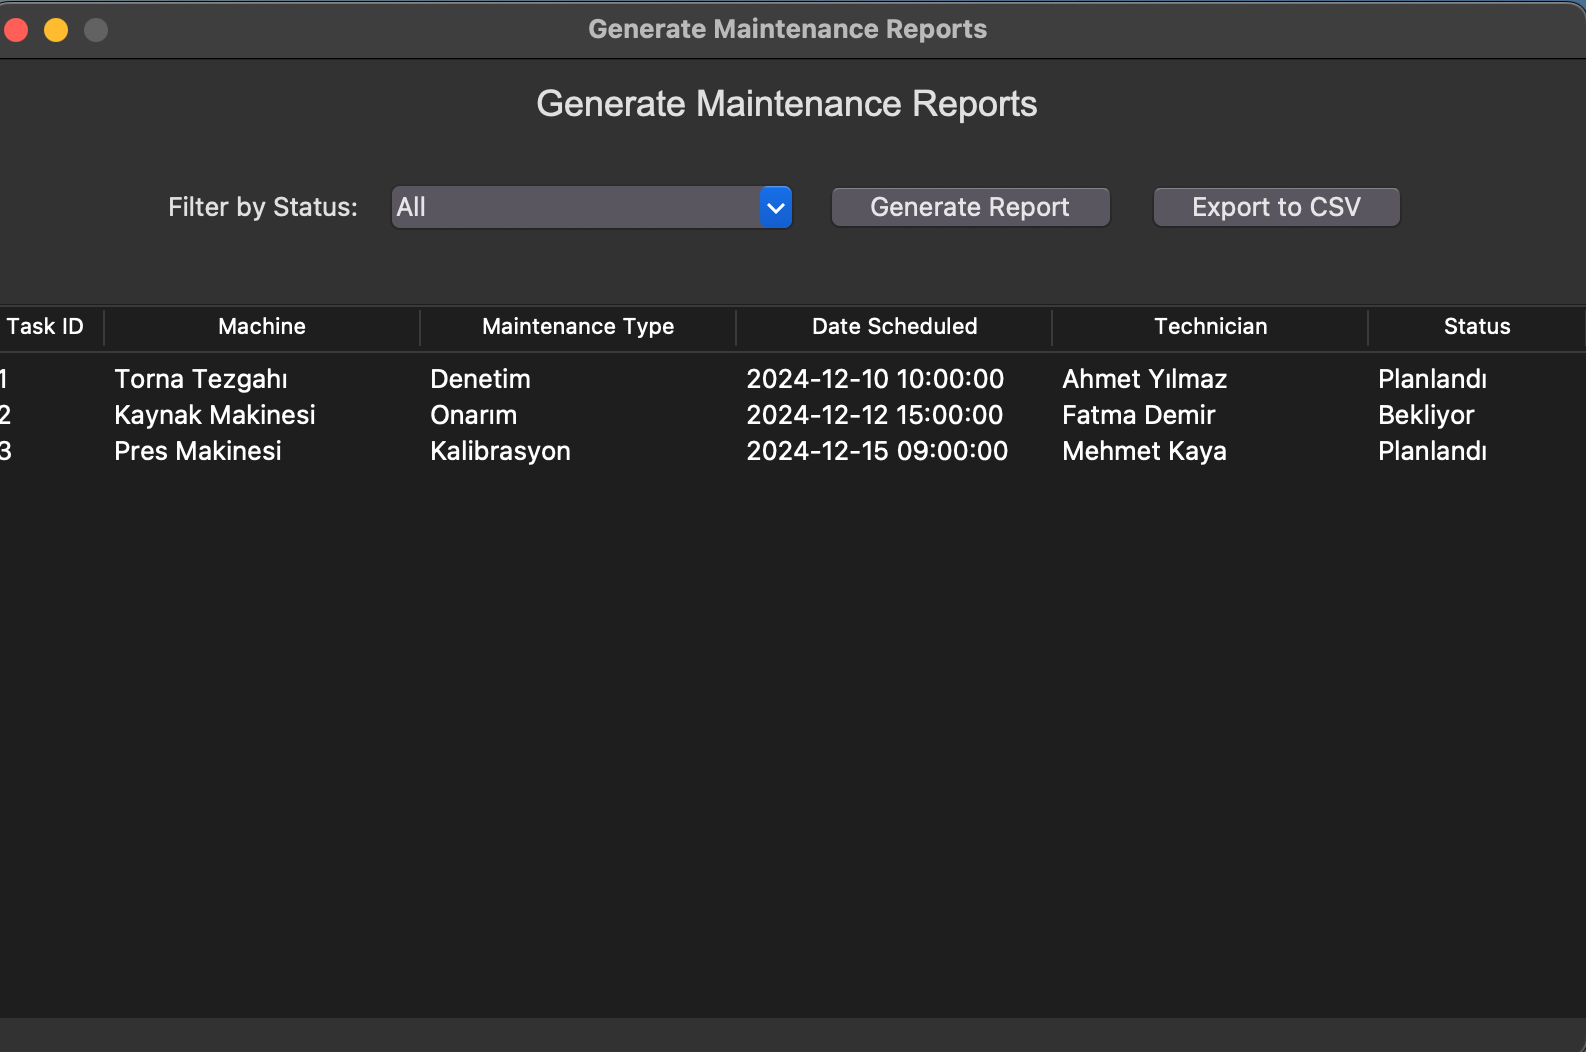 Generate Maintenance Reports
Generate Maintenance Reports
Filter by Status: All Generate Report Export to CSV
Task ID Machine Maintenance Type Date Scheduled Technician Status
1 Torna Tezgahı Denetim 2024-12-10 10:00:00 Ahmet Yılmaz Planlandı
2 Kaynak Makinesi Onarım 2024-12-12 15:00:00 Fatma Demir Bekliyor
3 Pres Makinesi Kalibrasyon 2024-12-15 09:00:00 Mehmet Kaya Planlandı